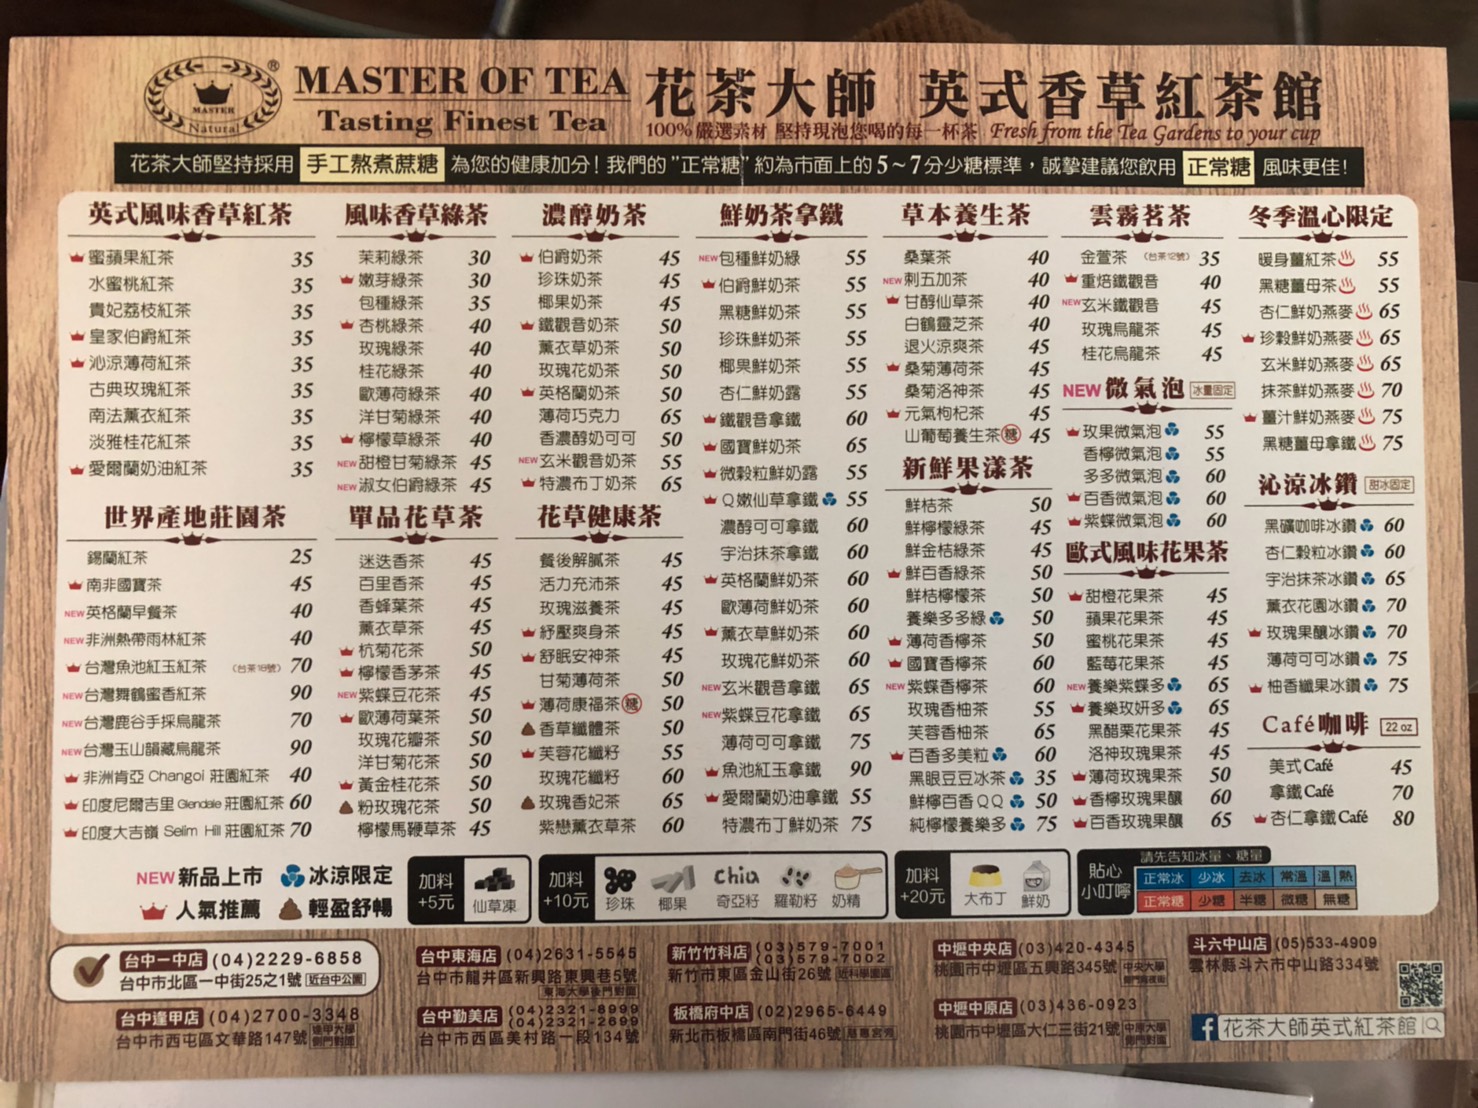 MASTER
Natural
®
MASTER OF TEA
Tasting Finest Tea
花茶大師 英式香草紅茶館
100%嚴選素材 堅持現泡您喝的每一杯茶 Fresh from the Tea Gardens to your cup
花茶大師堅持採用 手工熬煮蔗糖 為您的健康加分！我們的"正常糖"約為市面上的5~7分少糖標準，誠摯建議您飲用 正常糖 風味更佳！
英式風味香草紅茶
蜜蘋果紅茶 35
水蜜桃紅茶 35
貴妃荔枝紅茶 35
皇家伯爵紅茶 35
沁涼薄荷紅茶 35
古典玫瑰紅茶 35
南法薰衣紅茶 35
淡雅桂花紅茶 35
愛爾蘭奶油紅茶 35
世界產地莊園茶
錫蘭紅茶 25
南非國寶茶 45
NEW英格蘭早餐茶 40
NEW非洲熱帶雨林紅茶 40
台灣魚池紅玉紅茶 (台茶18號) 70
NEW台灣舞鶴蜜香紅茶 90
NEW台灣鹿谷手採烏龍茶 70
NEW台灣玉山韻藏烏龍茶 90
非洲肯亞 Changoi 莊園紅茶 40
印度尼爾吉里 Glendale 莊園紅茶 60
印度大吉嶺 Selim Hill 莊園紅茶 70
風味香草綠茶
茉莉綠茶 30
嫩芽綠茶 30
包種綠茶 35
杏桃綠茶 40
玫瑰綠茶 40
桂花綠茶 40
歐薄荷綠茶 40
洋甘菊綠茶 40
檸檬草綠茶 40
NEW甜橙甘菊綠茶 45
NEW淑女伯爵綠茶 45
單品花草茶
迷迭香茶 45
百里香茶 45
香蜂葉茶 45
薰衣草茶 45
杭菊花茶 50
檸檬香茅茶 45
NEW紫蝶豆花茶 45
歐薄荷葉茶 50
玫瑰花瓣茶 50
洋甘菊花茶 50
黃金桂花茶 50
粉玫瑰花茶 50
檸檬馬鞭草茶 45
濃醇奶茶
伯爵奶茶 45
珍珠奶茶 45
椰果奶茶 45
鐵觀音奶茶 50
薰衣草奶茶 50
玫瑰花奶茶 50
英格蘭奶茶 50
薄荷巧克力 65
香濃醇奶可可 50
NEW玄米觀音奶茶 55
特濃布丁奶茶 65
花草健康茶
餐後解膩茶 45
活力充沛茶 45
玫瑰滋養茶 45
紓壓爽身茶 45
舒眠安神茶 45
甘菊薄荷茶 50
薄荷康福茶 糖 50
香草纖體茶 50
芙蓉花纖籽 55
玫瑰花纖籽 60
玫瑰香妃茶 65
紫戀薰衣草茶 60
鮮奶茶拿鐵
NEW包種鮮奶綠 55
伯爵鮮奶茶 55
黑糖鮮奶茶 55
珍珠鮮奶茶 55
椰果鮮奶茶 55
杏仁鮮奶露 55
鐵觀音拿鐵 60
國寶鮮奶茶 65
微穀粒鮮奶露 55
Q嫩仙草拿鐵 55
濃醇可可拿鐵 60
宇治抹茶拿鐵 60
英格蘭鮮奶茶 60
歐薄荷鮮奶茶 60
薰衣草鮮奶茶 60
玫瑰花鮮奶茶 60
NEW玄米觀音拿鐵 65
NEW紫蝶豆花拿鐵 65
薄荷可可拿鐵 75
魚池紅玉拿鐵 90
愛爾蘭奶油拿鐵 55
特濃布丁鮮奶茶 75
草本養生茶
桑葉茶 40
NEW刺五加茶 40
甘醇仙草茶 40
白鶴靈芝茶 40
退火涼爽茶 45
桑菊薄荷茶 45
桑菊洛神茶 45
元氣枸杞茶 45
山葡萄養生茶 糖 45
新鮮果漾茶
鮮桔茶 50
鮮檸檬綠茶 45
鮮金桔綠茶 45
鮮百香綠茶 50
鮮桔檸檬茶 50
養樂多多綠 50
薄荷香檸茶 50
國寶香檸茶 60
NEW紫蝶香檸茶 60
玫瑰香柚茶 55
芙蓉香柚茶 65
百香多美粒 60
黑眼豆豆冰茶 35
鮮檸百香QQ 50
純檸檬養樂多 75
雲霧茗茶
金萱茶 (台茶12號) 35
重焙鐵觀音 40
NEW玄米鐵觀音 45
玫瑰烏龍茶 45
桂花烏龍茶 45
NEW 微氣泡 冰量固定
玫果微氣泡 55
香檸微氣泡 55
多多微氣泡 60
百香微氣泡 60
紫蝶微氣泡 60
歐式風味花果茶
甜橙花果茶 45
蘋果花果茶 45
蜜桃花果茶 45
藍莓花果茶 45
NEW養樂紫蝶多 65
養樂玫妍多 65
黑醋栗花果茶 45
洛神玫瑰果茶 45
薄荷玫瑰果茶 50
香檸玫瑰果釀 60
百香玫瑰果釀 65
冬季溫心限定
暖身薑紅茶 55
黑糖薑母茶 55
杏仁鮮奶燕麥 65
珍穀鮮奶燕麥 65
玄米鮮奶燕麥 65
抹茶鮮奶燕麥 70
薑汁鮮奶燕麥 75
黑糖薑母拿鐵 75
沁涼冰鑽 甜冰固定
黑礦咖啡冰鑽 60
杏仁穀粒冰鑽 60
宇治抹茶冰鑽 65
薰衣花園冰鑽 70
玫瑰果釀冰鑽 70
薄荷可可冰鑽 75
柚香纖果冰鑽 75
Café咖啡 22 oz
美式Café 45
拿鐵Café 70
杏仁拿鐵Café 80
NEW 新品上市 冰涼限定
人氣推薦 輕盈舒暢
加料+5元 仙草凍
加料+10元 珍珠 椰果 Chia 奇亞籽 羅勒籽 奶精
加料+20元 大布丁 鮮奶
貼心小叮嚀
請先告知冰量、糖量
正常冰 少冰 去冰 常溫 溫 熱
正常糖 少糖 半糖 微糖 無糖
台中一中店 (04)2229-6858
台中市北區一中街25之1號 近台中公園
台中逢甲店 (04)2700-3348
台中市西屯區文華路147號 逢甲大學側門對面
台中東海店 (04)2631-5545
台中市龍井區新興路東興巷5號
東海大學後門對面
台中勤美店 (04)2321-8999
(04)2321-2699
台中市西區美村路一段134號
新竹竹科店 (03)579-7001
(03)579-7002
新竹市東區金山街26號 近科學園區
板橋府中店 (02)2965-6449
新北市板橋區南門街46號
中壢中央店 (03)420-4345
桃園市中壢區五興路345號
中壢中原店 (03)436-0923
桃園市中壢區大仁三街21號 中原大學側門對面
斗六中山店 (05)533-4909
雲林縣斗六市中山路334號
f 花茶大師英式紅茶館